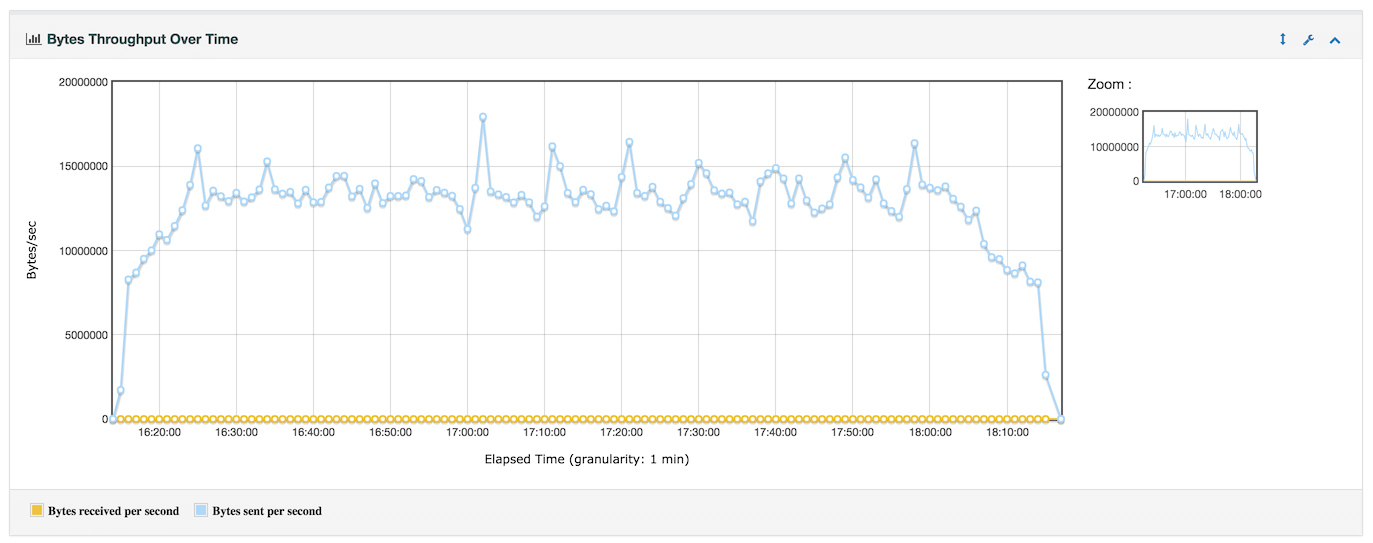 Bytes Throughput Over Time
Zoom :
20000000
15000000
10000000
5000000
0
Bytes/sec
16:20:00 16:30:00 16:40:00 16:50:00 17:00:00 17:10:00 17:20:00 17:30:00 17:40:00 17:50:00 18:00:00 18:10:00
Elapsed Time (granularity: 1 min)
20000000
10000000
0
17:00:00 18:00:00
Bytes received per second Bytes sent per second